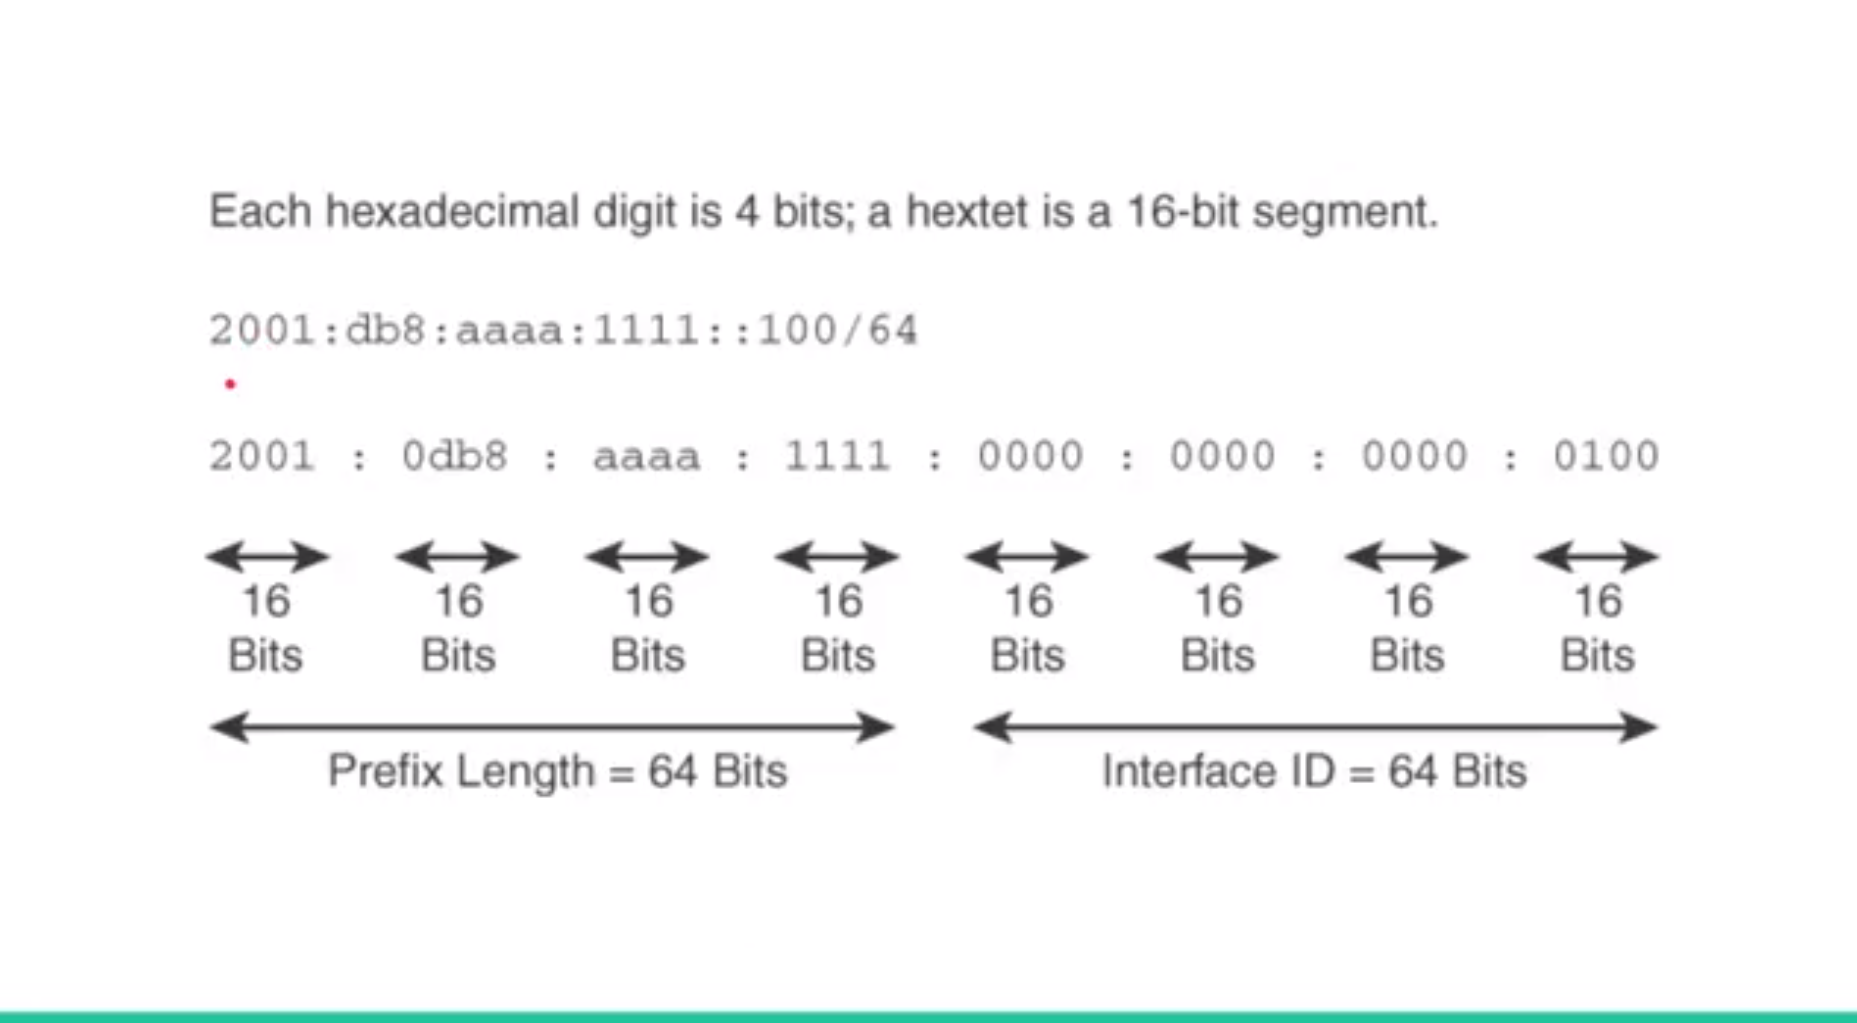 Each hexadecimal digit is 4 bits; a hextet is a 16-bit segment.
2001:db8:aaaa:1111::100/64
2001 : 0db8 : aaaa : 1111 : 0000 : 0000 : 0000 : 0100
16 16 16 16 16 16 16 16
Bits Bits Bits Bits Bits Bits Bits Bits
Prefix Length = 64 Bits Interface ID = 64 Bits